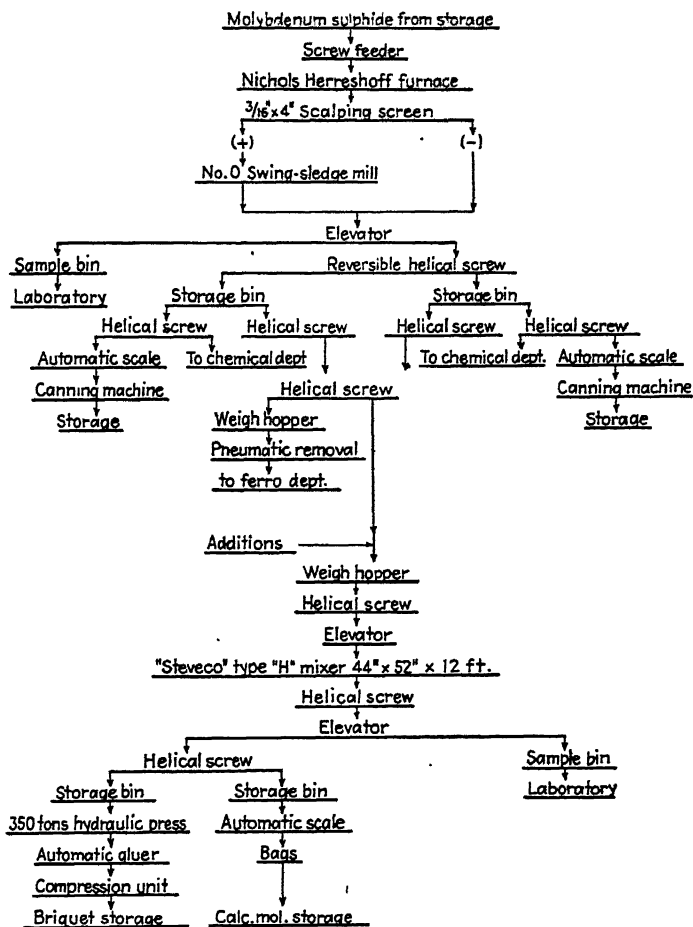 Molybdenum sulphide from storage
Screw feeder
Nichols Herreshoff furnace
3/16" x 4" Scalping screen
(+) (-)
No. 0 Swing-sledge mill
Elevator
Sample bin Reversible helical screw
Laboratory Storage bin Storage bin
Helical screw Helical screw Helical screw Helical screw
Automatic scale To chemical dept To chemical dept. Automatic scale
Canning machine Helical screw Canning machine
Storage Weigh hopper Storage
Pneumatic removal
to ferro dept.
Additions
Weigh hopper
Helical screw
Elevator
"Steveco" type "H" mixer 44" x 52" x 12 ft.
Helical screw
Elevator
Helical screw Sample bin
Storage bin Storage bin Laboratory
350 tons hydraulic press Automatic scale
Automatic gluer Bags
Compression unit
Briquet storage Calc. mol. storage